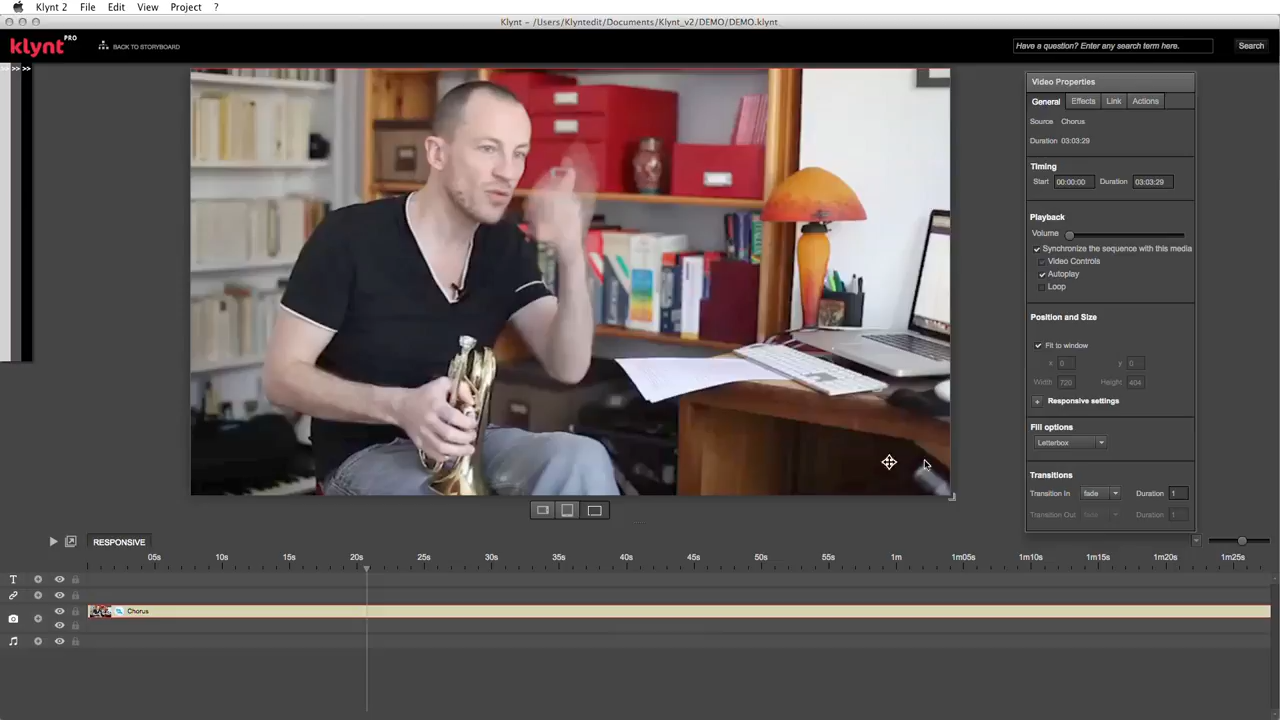 Klynt 2 File Edit View Project ?
Klynt - /Users/Klyntedit/Documents/Klynt_v2/DEMO/DEMO.klynt
klynt PRO
BACK TO STORYBOARD
Have a question? Enter any search term here.
Search
>> >> >>
Video Properties
General Effects Link Actions
Source Chorus
Duration 03:03:29
Timing
Start 00:00:00 Duration 03:03:29
Playback
Volume
Synchronize the sequence with this media
Video Controls
Autoplay
Loop
Position and Size
Fit to window
x 0 y 0
Width 720 Height 404
+ Responsive settings
Fill options
Letterbox
Transitions
Transition In fade Duration 1
Transition Out fade Duration 1
RESPONSIVE
05s 10s 15s 20s 25s 30s 35s 40s 45s 50s 55s 1m 1m05s 1m10s 1m15s 1m20s 1m25s
T
Chorus